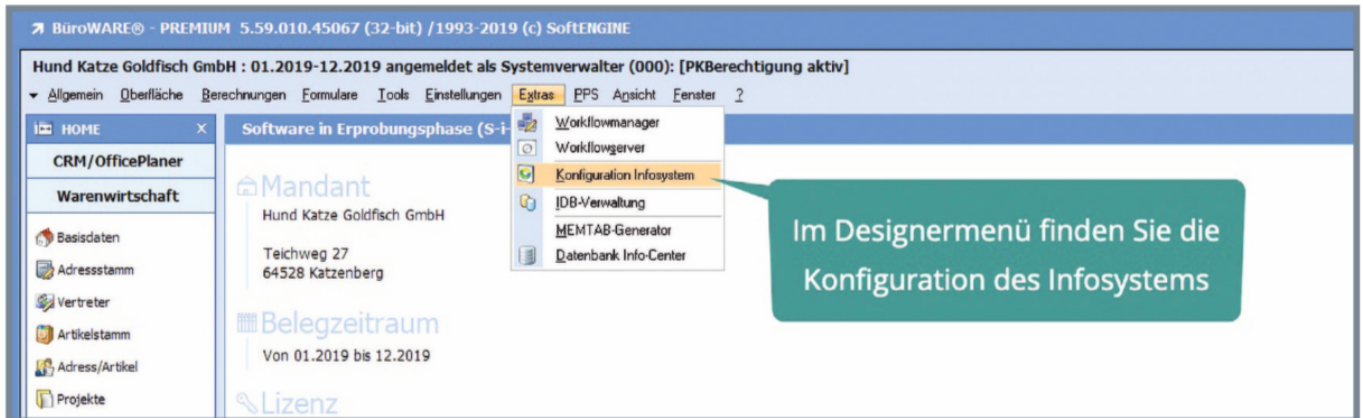 BüroWARE® - PREMIUM 5.59.010.45067 (32-bit) /1993-2019 (c) SoftENGINE
Hund Katze Goldfisch GmbH : 01.2019-12.2019 angemeldet als Systemverwalter (000): [PKBerechtigung aktiv]
Allgemein Oberfläche Berechnungen Formulare Tools Einstellungen Extras PPS Ansicht Fenster ?
HOME X
CRM/OfficePlaner
Warenwirtschaft
Basisdaten
Adressstamm
Vertreter
Artikelstamm
Adress/Artikel
Projekte
Software in Erprobungsphase (S-i-
Mandant
Hund Katze Goldfisch GmbH
Teichweg 27
64528 Katzenberg
Belegzeitraum
Von 01.2019 bis 12.2019
Lizenz
Workflowmanager
Workflowserver
Konfiguration Infosystem
IDB-Verwaltung
MEMTAB-Generator
Datenbank Info-Center
Im Designermenü finden Sie die
Konfiguration des Infosystems